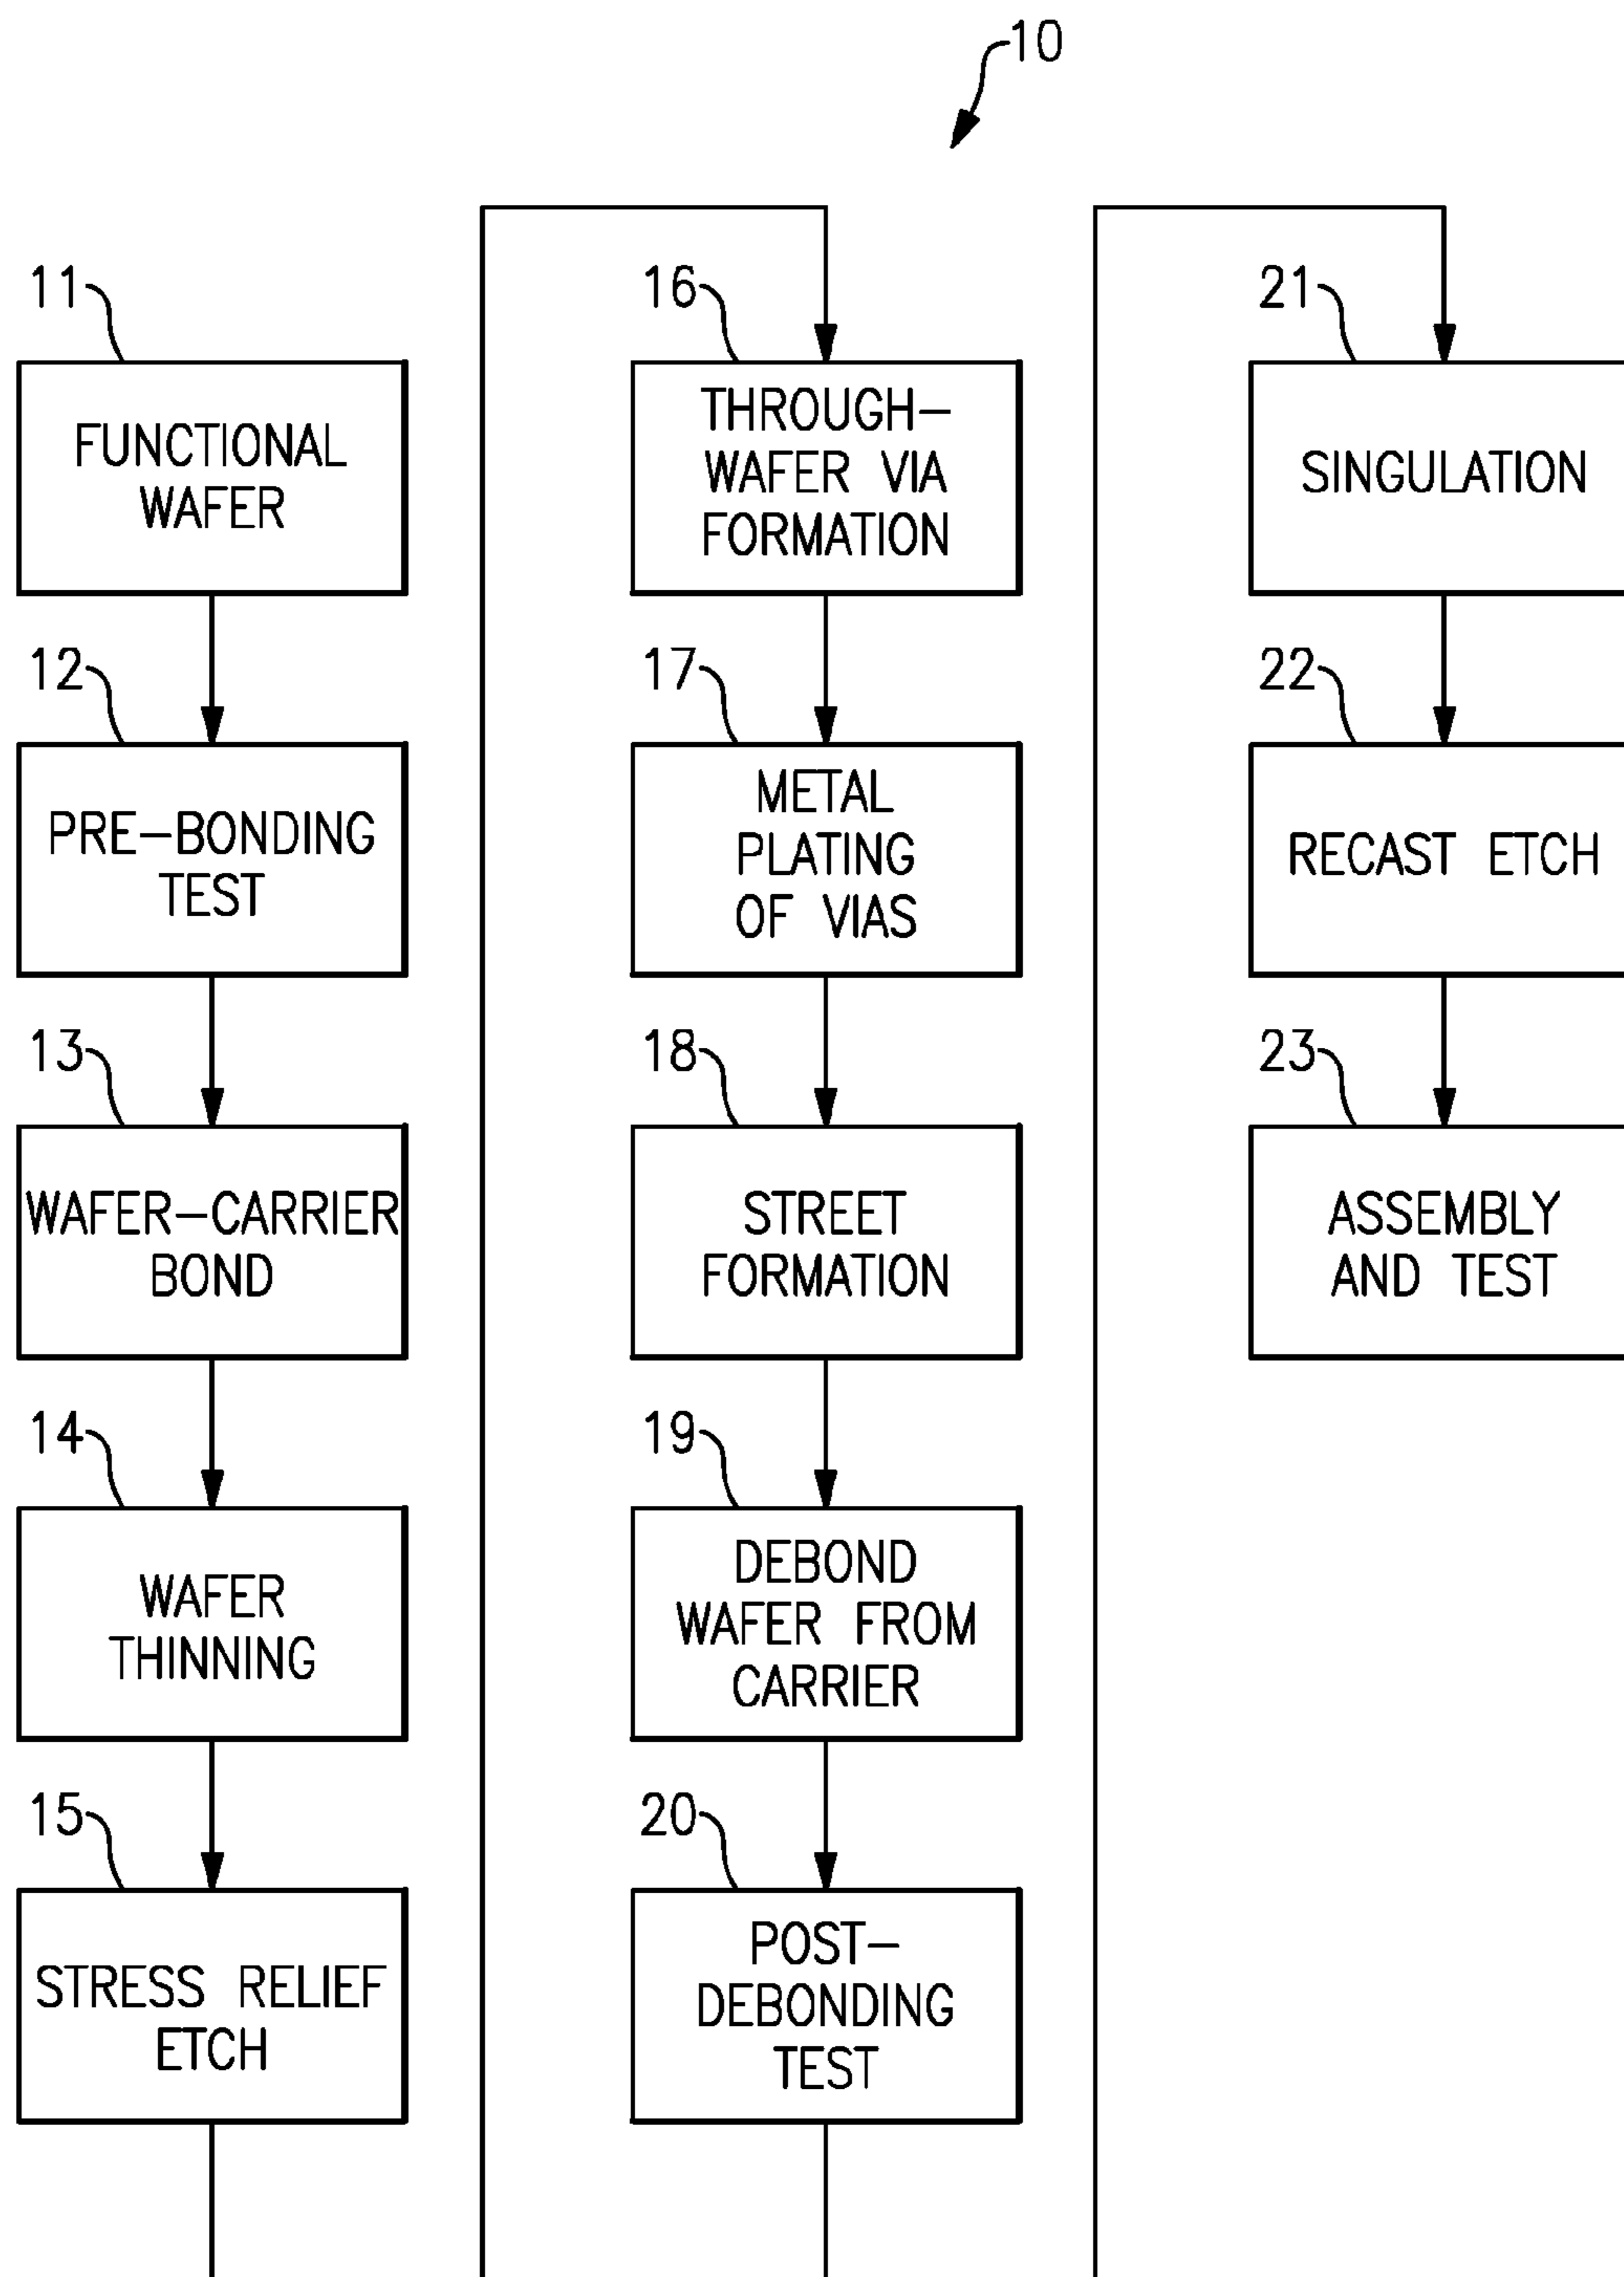 10
11
FUNCTIONAL
WAFER
12
PRE-BONDING
TEST
13
WAFER-CARRIER
BOND
14
WAFER
THINNING
15
STRESS RELIEF
ETCH
16
THROUGH-
WAFER VIA
FORMATION
17
METAL
PLATING
OF VIAS
18
STREET
FORMATION
19
DEBOND
WAFER FROM
CARRIER
20
POST-
DEBONDING
TEST
21
SINGULATION
22
RECAST ETCH
23
ASSEMBLY
AND TEST